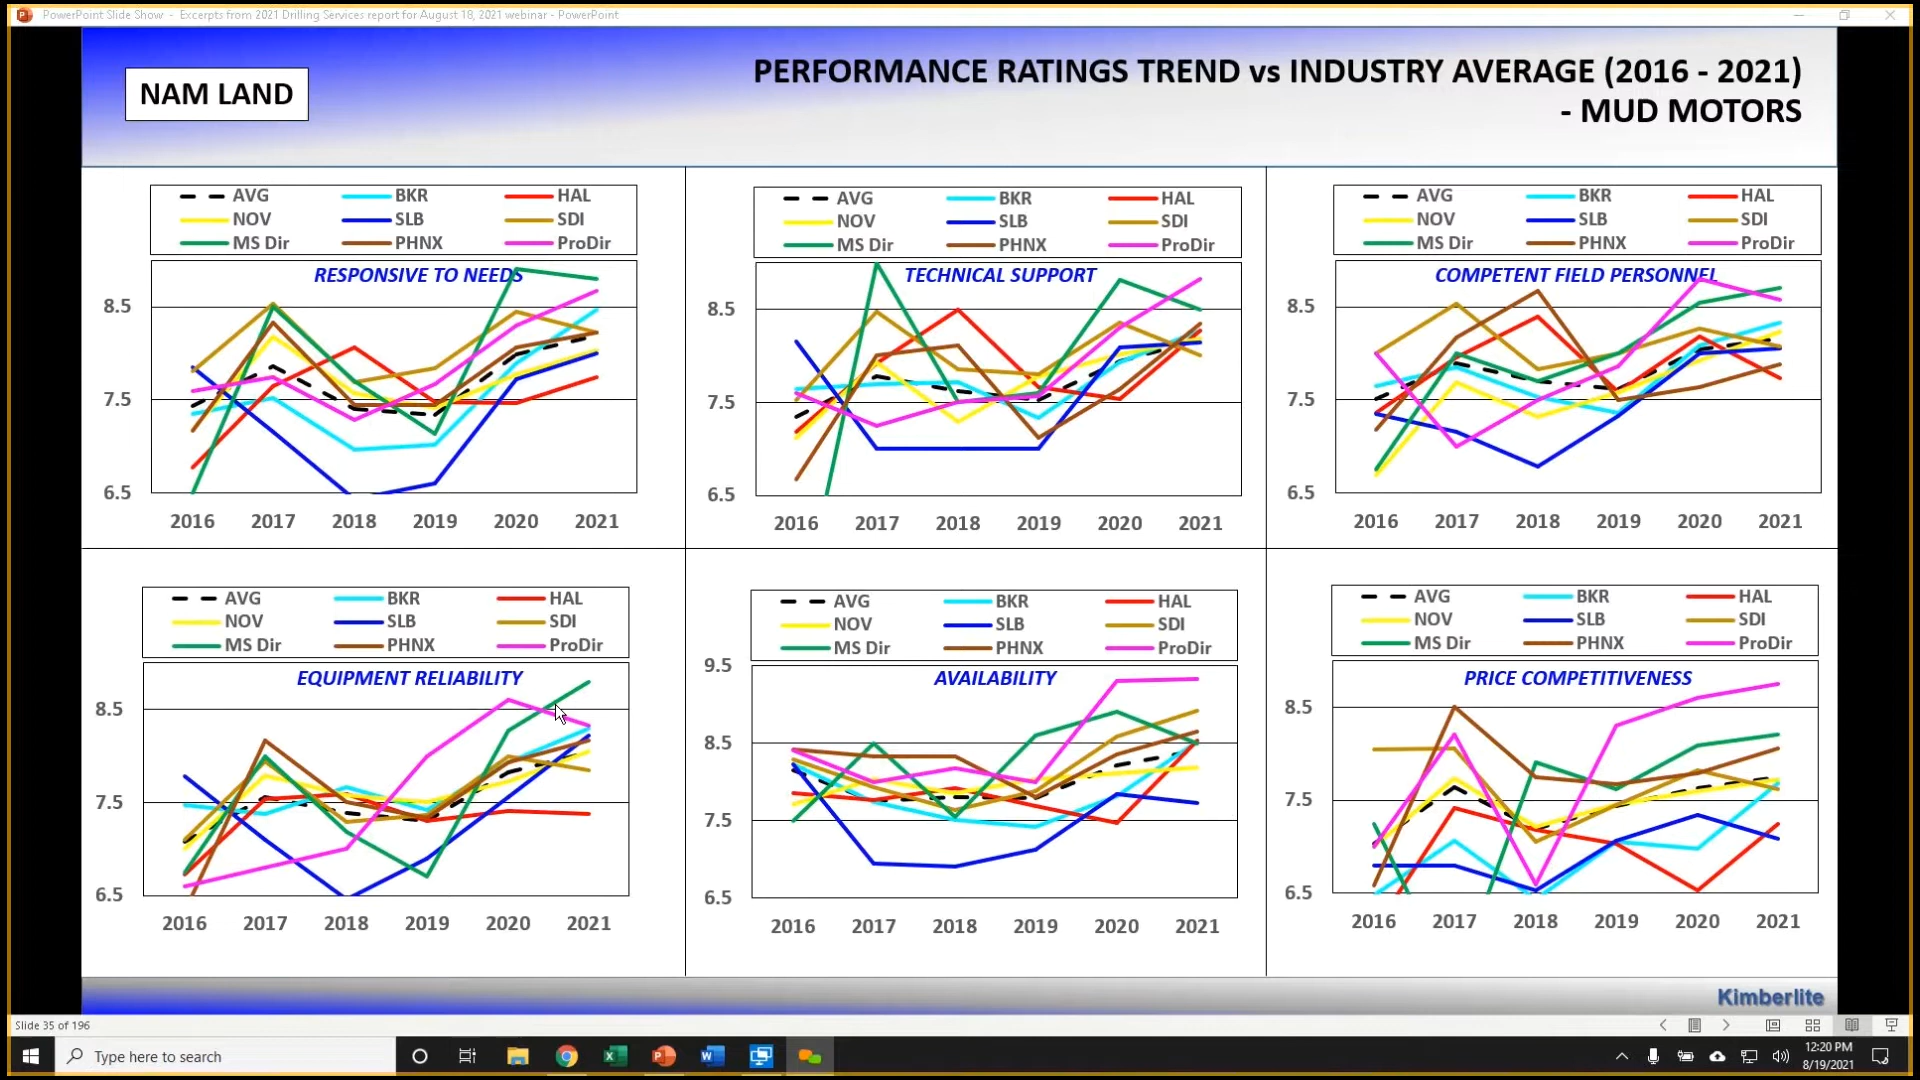 PowerPoint Slide Show - Excerpts from 2021 Drilling Services report for August 18, 2021 webinar - PowerPoint
NAM LAND
PERFORMANCE RATINGS TREND vs INDUSTRY AVERAGE (2016 - 2021)
- MUD MOTORS
AVG BKR HAL
NOV SLB SDI
MS Dir PHNX ProDir
RESPONSIVE TO NEEDS
8.5
7.5
6.5
2016 2017 2018 2019 2020 2021
AVG BKR HAL
NOV SLB SDI
MS Dir PHNX ProDir
TECHNICAL SUPPORT
8.5
7.5
6.5
2016 2017 2018 2019 2020 2021
AVG BKR HAL
NOV SLB SDI
MS Dir PHNX ProDir
COMPETENT FIELD PERSONNEL
8.5
7.5
6.5
2016 2017 2018 2019 2020 2021
AVG BKR HAL
NOV SLB SDI
MS Dir PHNX ProDir
EQUIPMENT RELIABILITY
8.5
7.5
6.5
2016 2017 2018 2019 2020 2021
AVG BKR HAL
NOV SLB SDI
MS Dir PHNX ProDir
9.5
AVAILABILITY
8.5
7.5
6.5
2016 2017 2018 2019 2020 2021
AVG BKR HAL
NOV SLB SDI
MS Dir PHNX ProDir
PRICE COMPETITIVENESS
8.5
7.5
6.5
2016 2017 2018 2019 2020 2021
Kimberlite
Slide 35 of 196
Type here to search
12:20 PM
8/19/2021